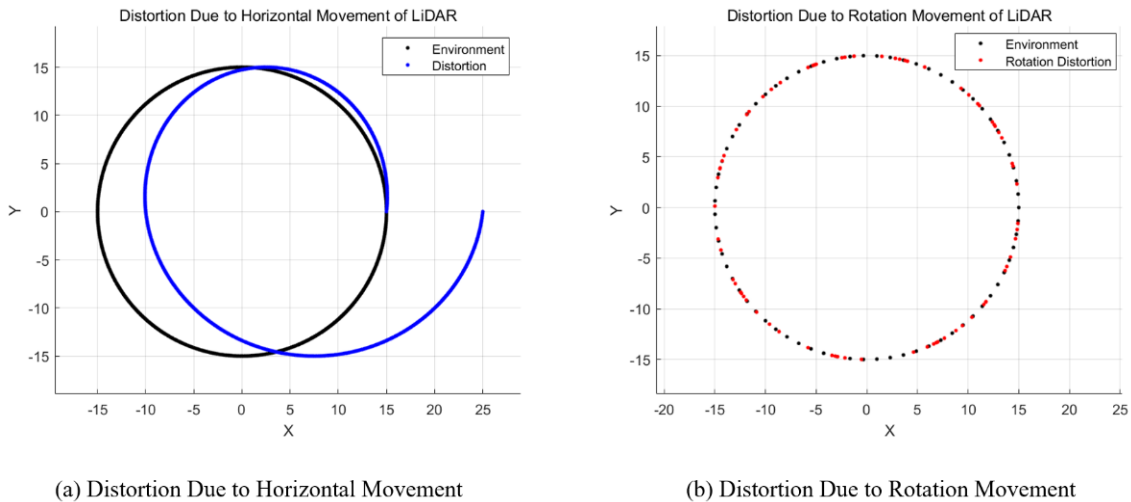 Distortion Due to Horizontal Movement of LiDAR
Environment
Distortion
15
10
5
0
-5
-10
-15
Y
-15 -10 -5 0 5 10 15 20 25
X
(a) Distortion Due to Horizontal Movement
Distortion Due to Rotation Movement of LiDAR
Environment
Rotation Distortion
15
10
5
0
-5
-10
-15
Y
-20 -15 -10 -5 0 5 10 15 20 25
X
(b) Distortion Due to Rotation Movement